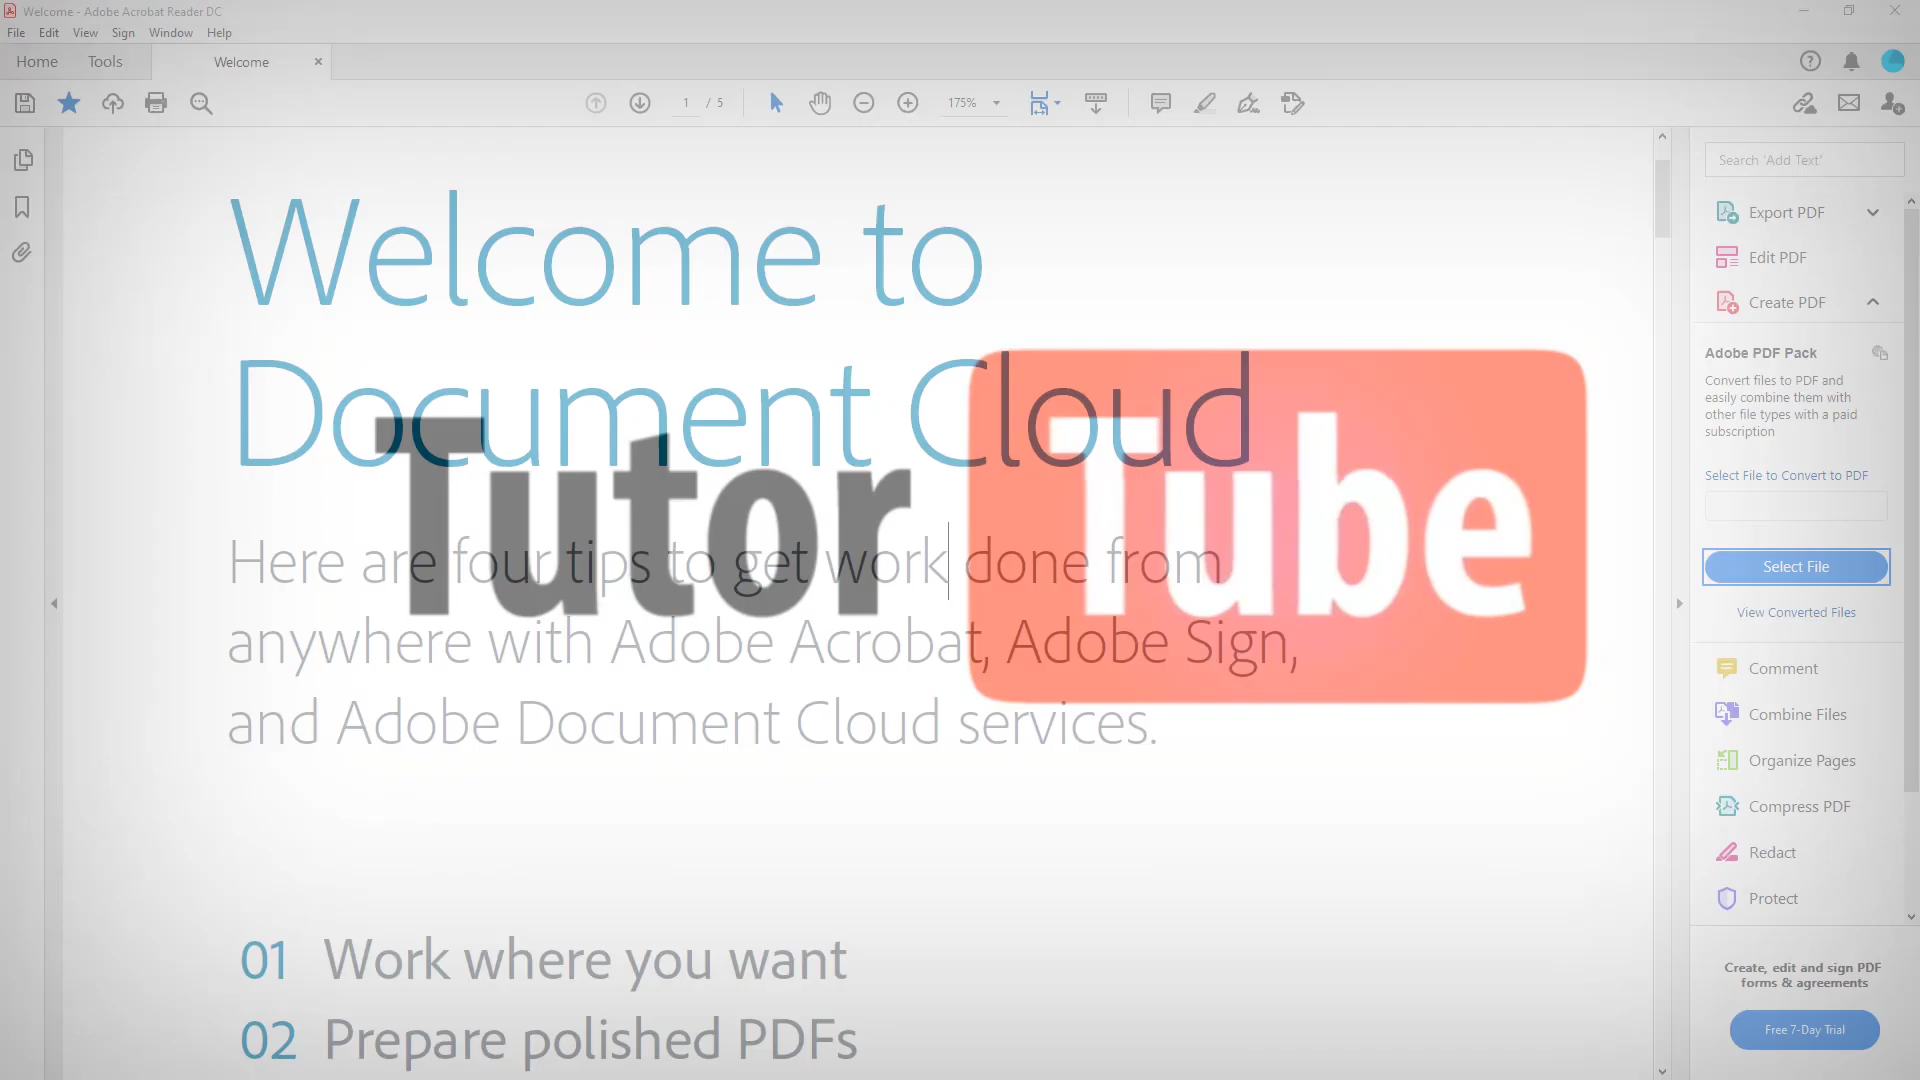 Welcome - Adobe Acrobat Reader DC
File Edit View Sign Window Help
Home Tools Welcome
1 / 5 175%
Search 'Add Text'
Export PDF
Edit PDF
Create PDF
Adobe PDF Pack
Convert files to PDF and
easily combine them with
other file types with a paid
subscription
Select File to Convert to PDF
Select File
View Converted Files
Comment
Combine Files
Organize Pages
Compress PDF
Redact
Protect
Create, edit and sign PDF
forms & agreements
Free 7-Day Trial
Welcome to
Document Cloud
Tutor Tube
Here are four tips to get work done from
anywhere with Adobe Acrobat, Adobe Sign,
and Adobe Document Cloud services.
01 Work where you want
02 Prepare polished PDFs